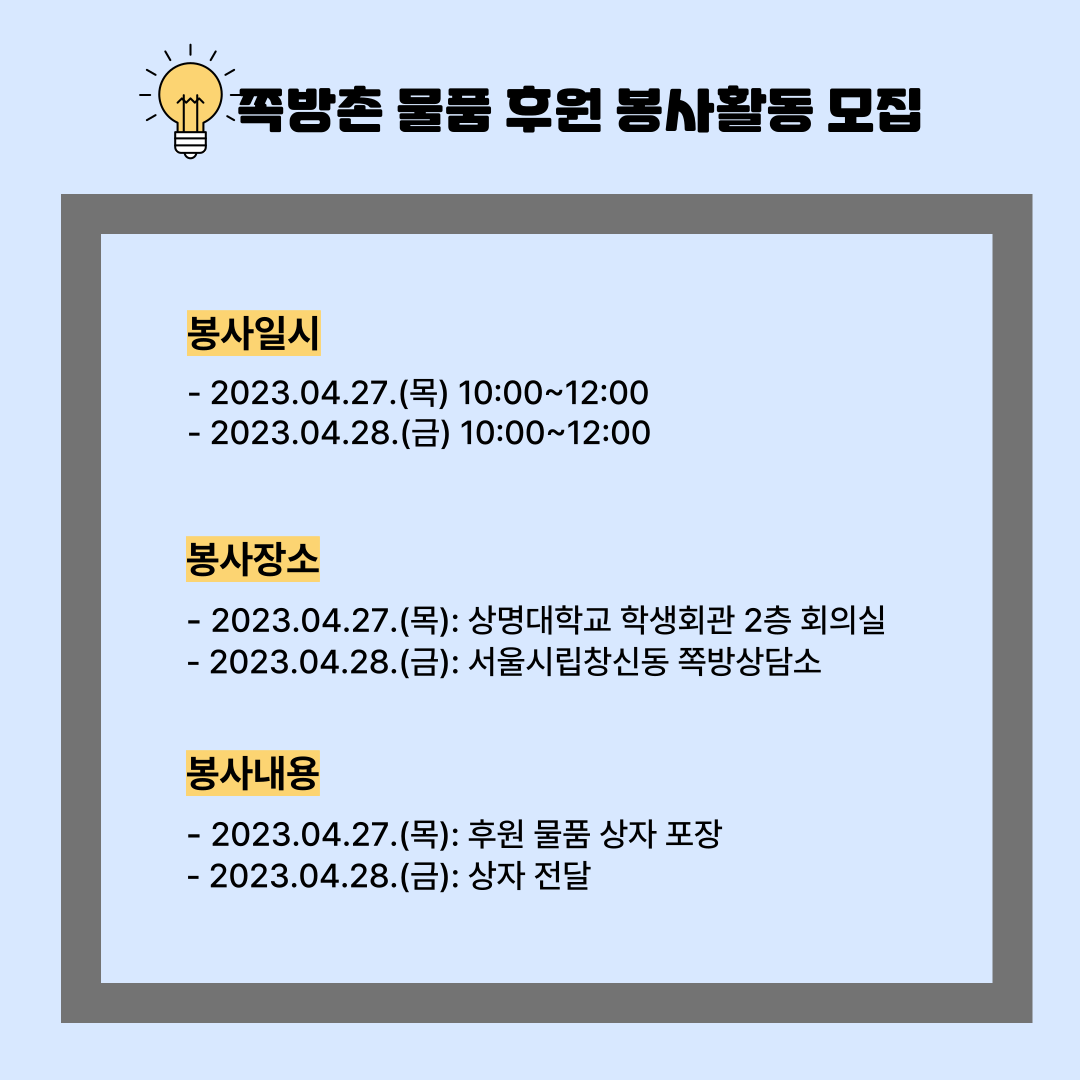 쪽방촌 물품 후원 봉사활동 모집
봉사일시
- 2023.04.27.(목) 10:00~12:00
- 2023.04.28.(금) 10:00~12:00
봉사장소
- 2023.04.27.(목): 상명대학교 학생회관 2층 회의실
- 2023.04.28.(금): 서울시립창신동 쪽방상담소
봉사내용
- 2023.04.27.(목): 후원 물품 상자 포장
- 2023.04.28.(금): 상자 전달